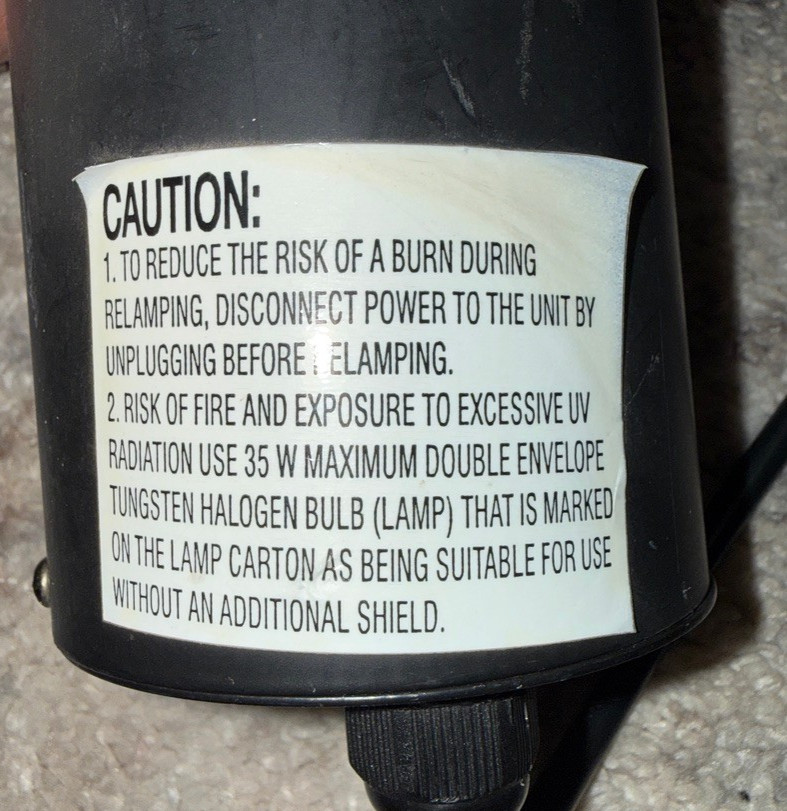 CAUTION:
1. TO REDUCE THE RISK OF A BURN DURING
RELAMPING, DISCONNECT POWER TO THE UNIT BY
UNPLUGGING BEFORE RELAMPING.
2. RISK OF FIRE AND EXPOSURE TO EXCESSIVE UV
RADIATION USE 35 W MAXIMUM DOUBLE ENVELOPE
TUNGSTEN HALOGEN BULB (LAMP) THAT IS MARKED
ON THE LAMP CARTON AS BEING SUITABLE FOR USE
WITHOUT AN ADDITIONAL SHIELD.